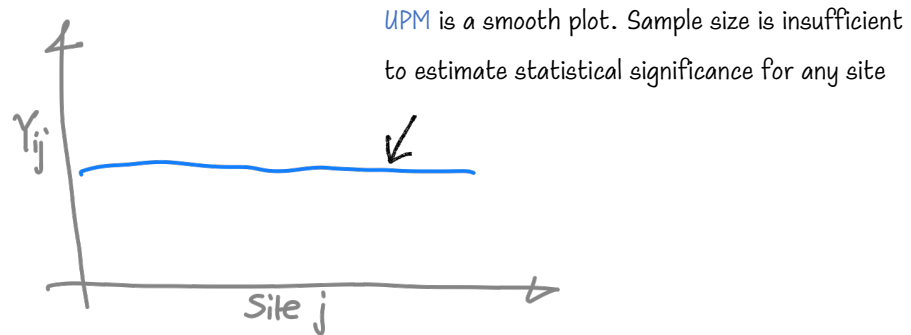 UPM is a smooth plot. Sample size is insufficient
to estimate statistical significance for any site
Yij
Site j